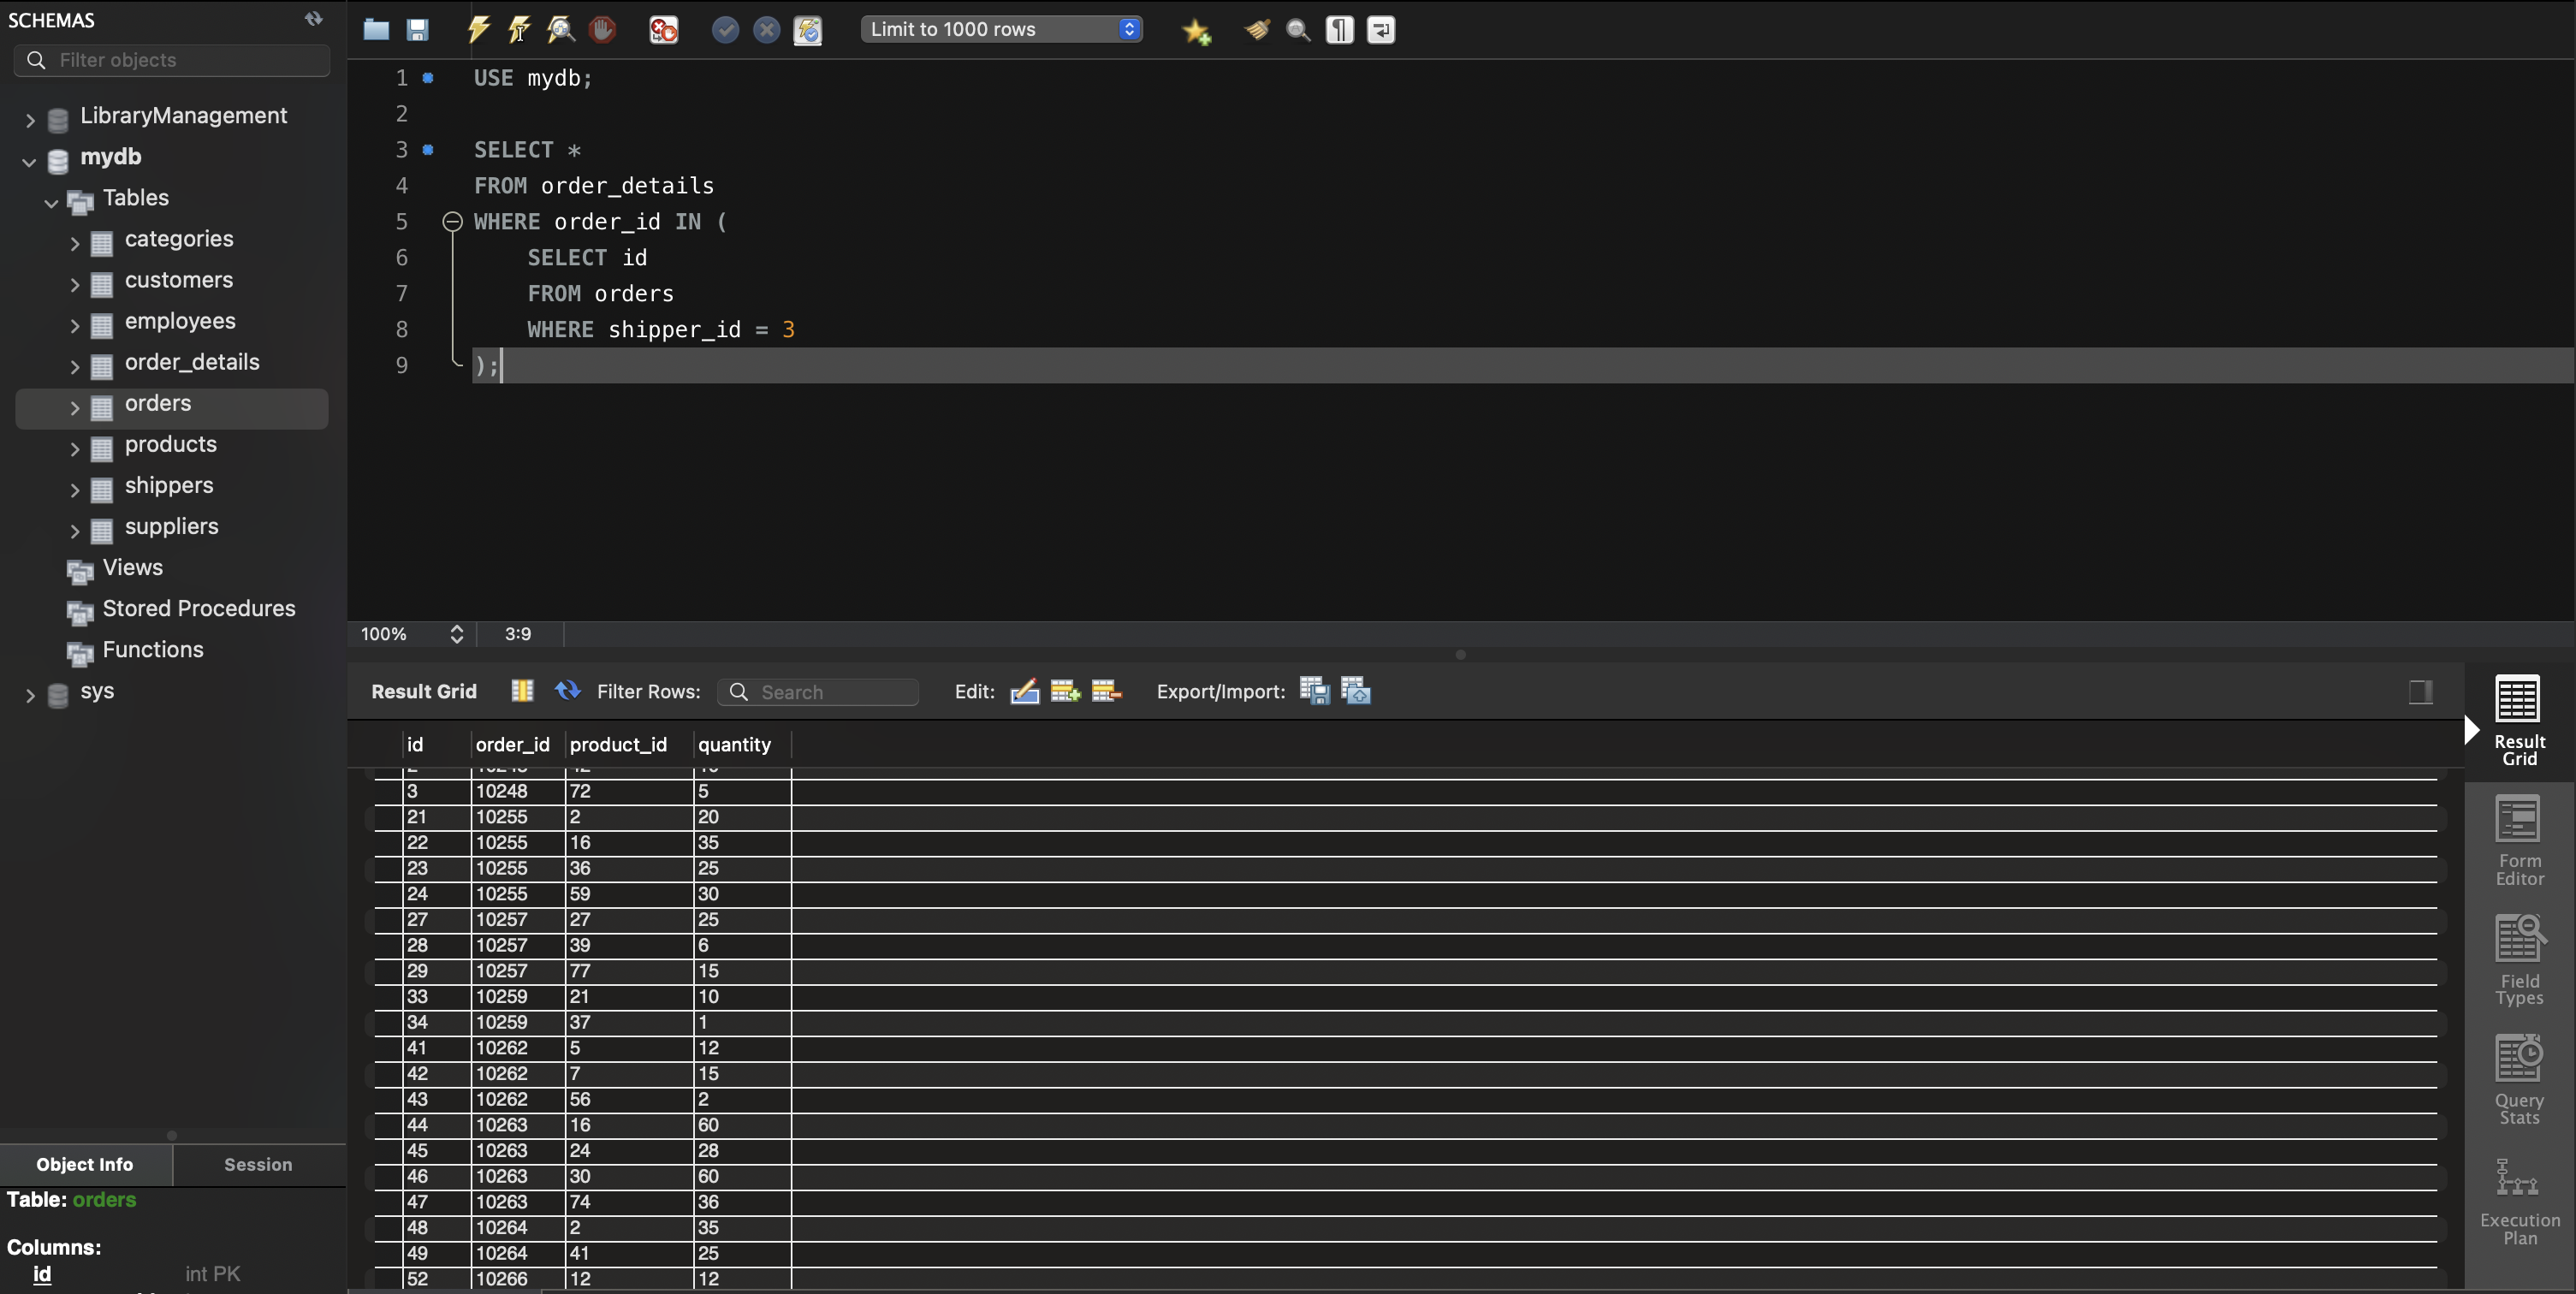 SCHEMAS
Filter objects
LibraryManagement
mydb
Tables
categories
customers
employees
order_details
orders
products
shippers
suppliers
Views
Stored Procedures
Functions
sys
Object Info Session
Table: orders
Columns:
id int PK
Limit to 1000 rows
1 USE mydb;
2
3 SELECT *
4 FROM order_details
5 WHERE order_id IN (
6 SELECT id
7 FROM orders
8 WHERE shipper_id = 3
9 );
100% 3:9
Result Grid Filter Rows: Search Edit: Export/Import:
id order_id product_id quantity
3 10248 72 5
21 10255 2 20
22 10255 16 35
23 10255 36 25
24 10255 59 30
27 10257 27 25
28 10257 39 6
29 10257 77 15
33 10259 21 10
34 10259 37 1
41 10262 5 12
42 10262 7 15
43 10262 56 2
44 10263 16 60
45 10263 24 28
46 10263 30 60
47 10263 74 36
48 10264 2 35
49 10264 41 25
52 10266 12 12
Result
Grid
Form
Editor
Field
Types
Query
Stats
Execution
Plan